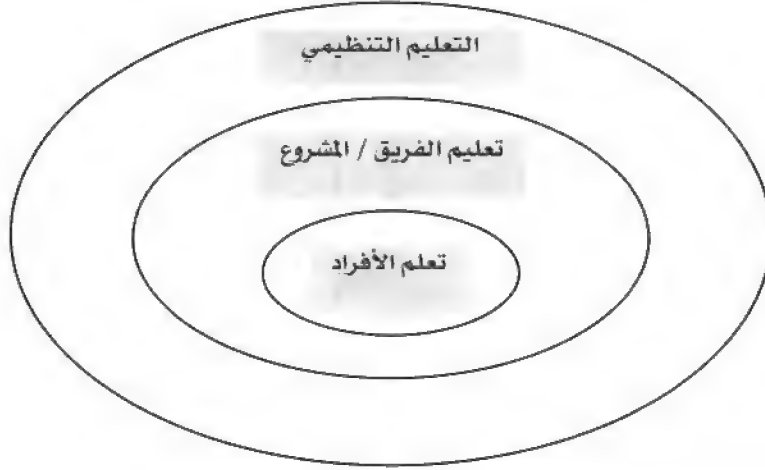 التعليم التنظيمي
تعليم الفريق / المشروع
تعلم الأفراد